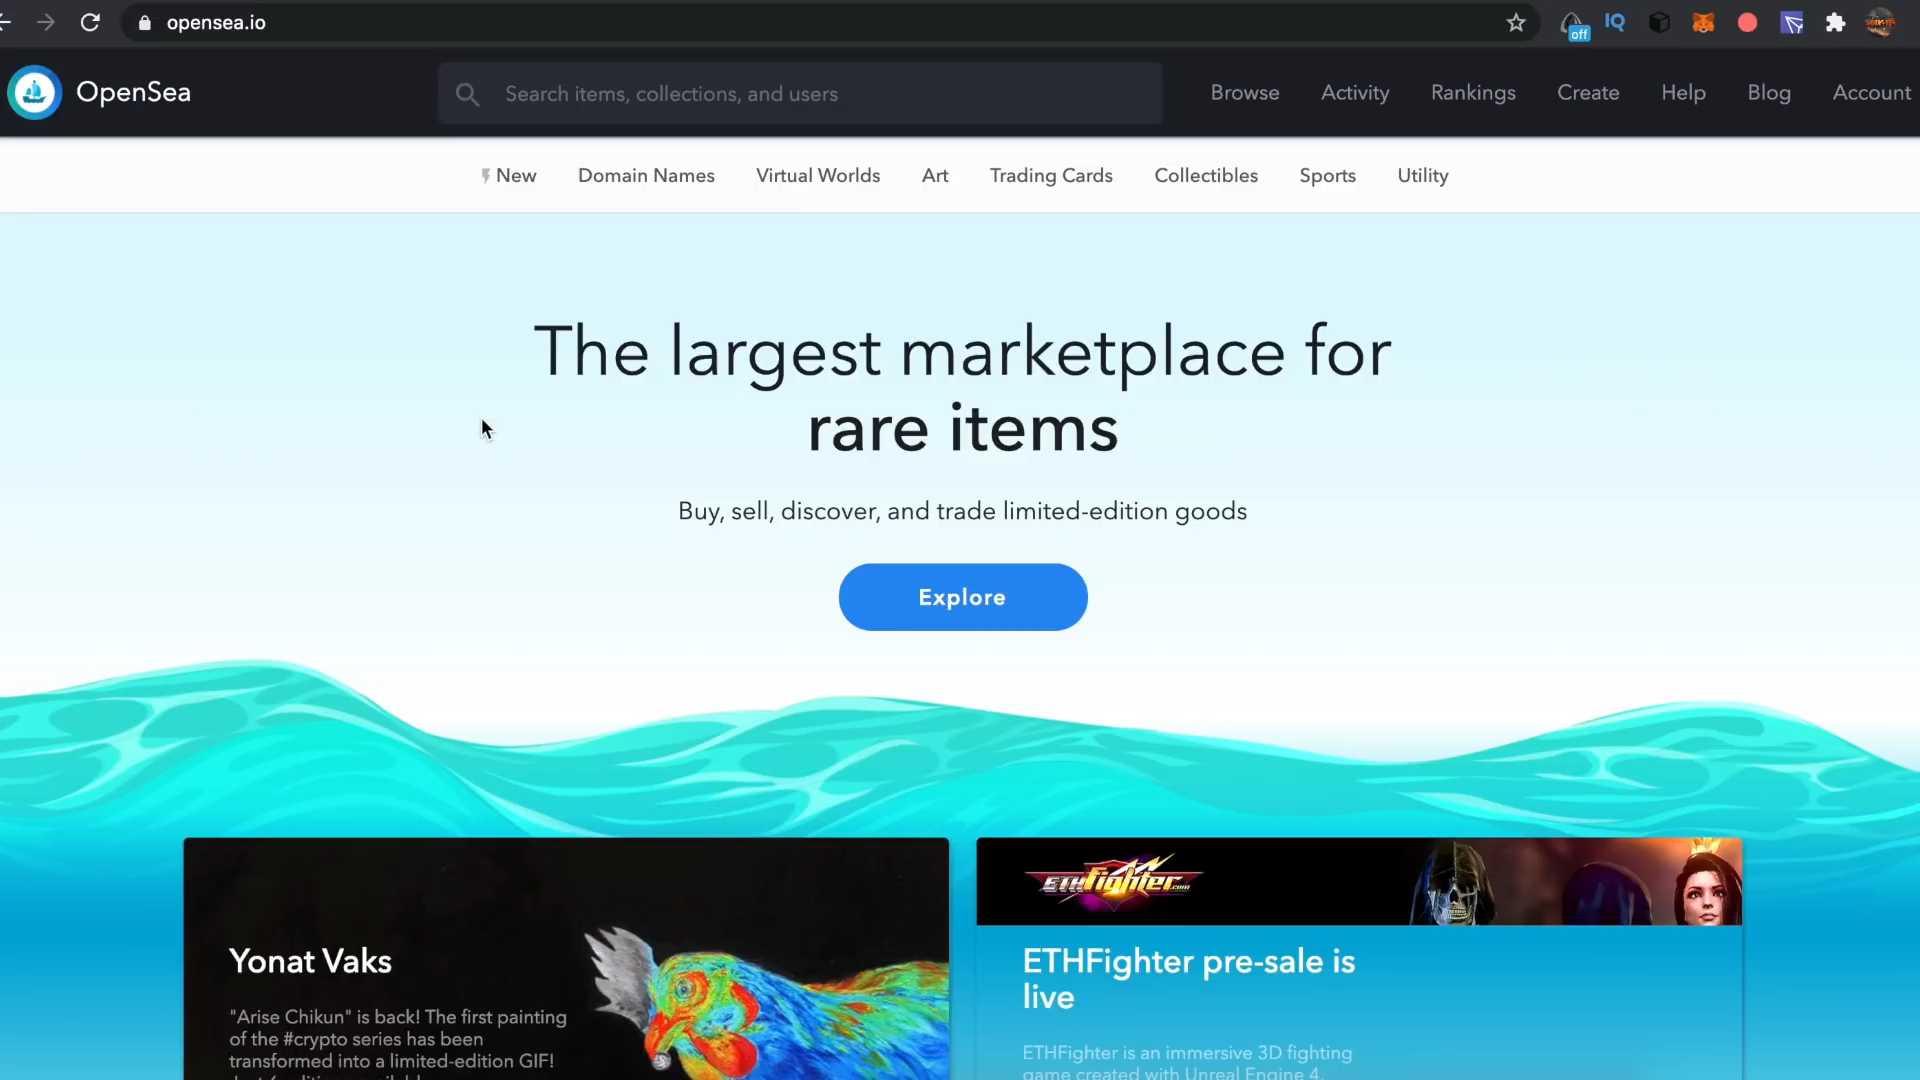 opensea.io
off
IQ
OpenSea
Search items, collections, and users
Browse Activity Rankings Create Help Blog Account
New Domain Names Virtual Worlds Art Trading Cards Collectibles Sports Utility
The largest marketplace for
rare items
Buy, sell, discover, and trade limited-edition goods
Explore
ETHFighter.com
Yonat Vaks
"Arise Chikun" is back! The first painting
of the #crypto series has been
transformed into a limited-edition GIF!
ETHFighter pre-sale is
live
ETHFighter is an immersive 3D fighting
game created with Unreal Engine 4.